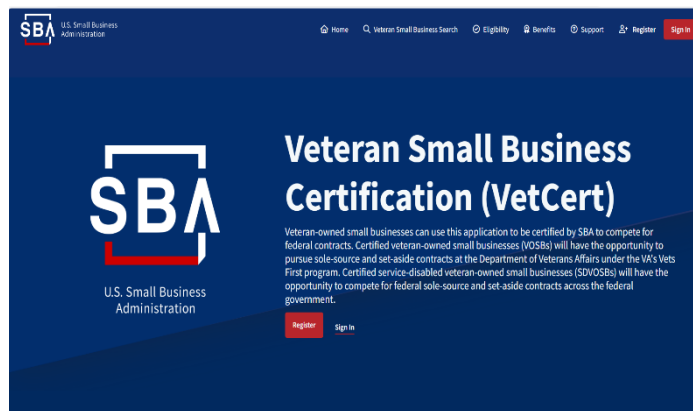 SBA U.S. Small Business
Administration
Home Veteran Small Business Search Eligibility Benefits Support Register Sign In
Veteran Small Business
Certification (VetCert)
Veteran-owned small businesses can use this application to be certified by SBA to compete for
federal contracts. Certified veteran-owned small businesses (VOSBs) will have the opportunity to
pursue sole-source and set-aside contracts at the Department of Veterans Affairs under the VA's Vets
First program. Certified service-disabled veteran-owned small businesses (SDVOSBs) will have the
opportunity to compete for federal sole-source and set-aside contracts across the federal
government.
Register Sign In
SBA
U.S. Small Business
Administration